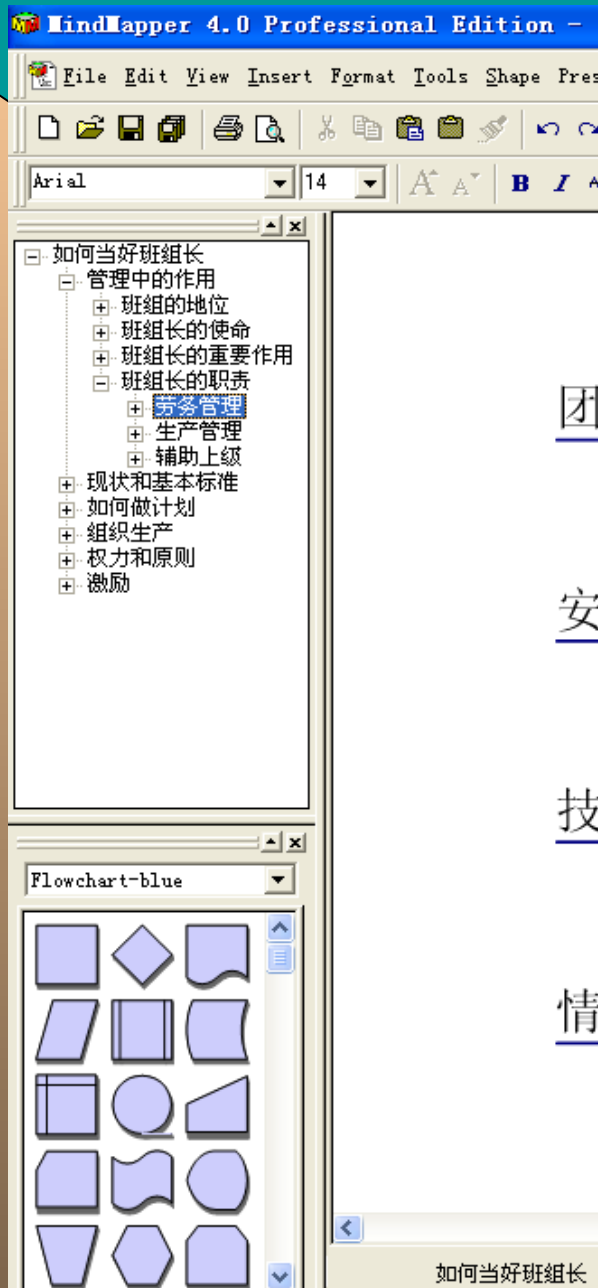 MindMapper 4.0 Professional Edition -
File Edit View Insert Format Tools Shape Pres
Arial 14 A A B I A
如何当好班组长
管理中的作用
班组的地位
班组长的使命
班组长的重要作用
班组长的职责
劳务管理
生产管理
辅助上级
现状和基本标准
如何做计划
组织生产
权力和原则
激励
团
安
技
情
Flowchart-blue
如何当好班组长